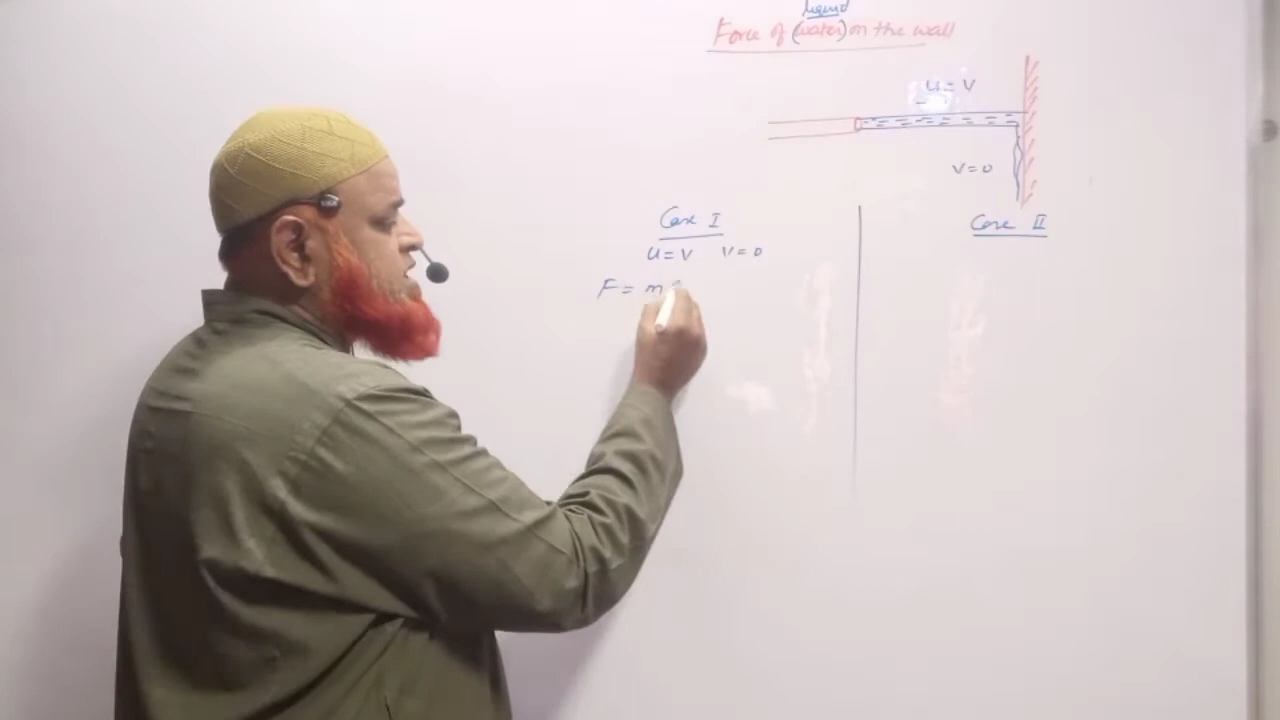 liquid
Force of (water) on the wall
u = v
v = 0
Case I
u = v v = 0
F = m
Case II